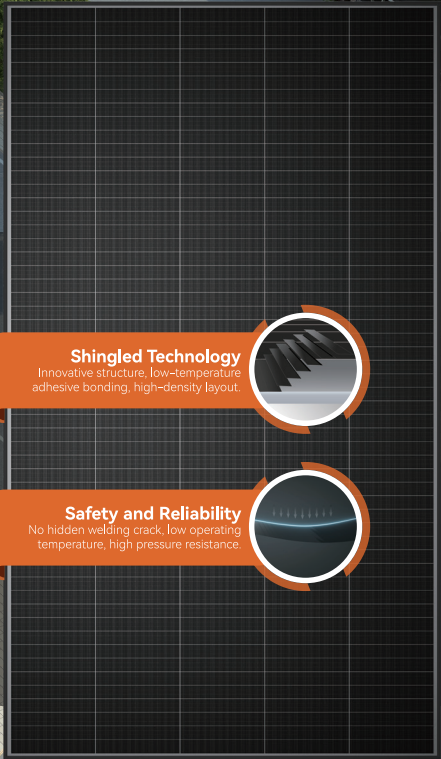 Shingled Technology
Innovative structure, low-temperature
adhesive bonding, high-density layout.
Safety and Reliability
No hidden welding crack, low operating
temperature, high pressure resistance.